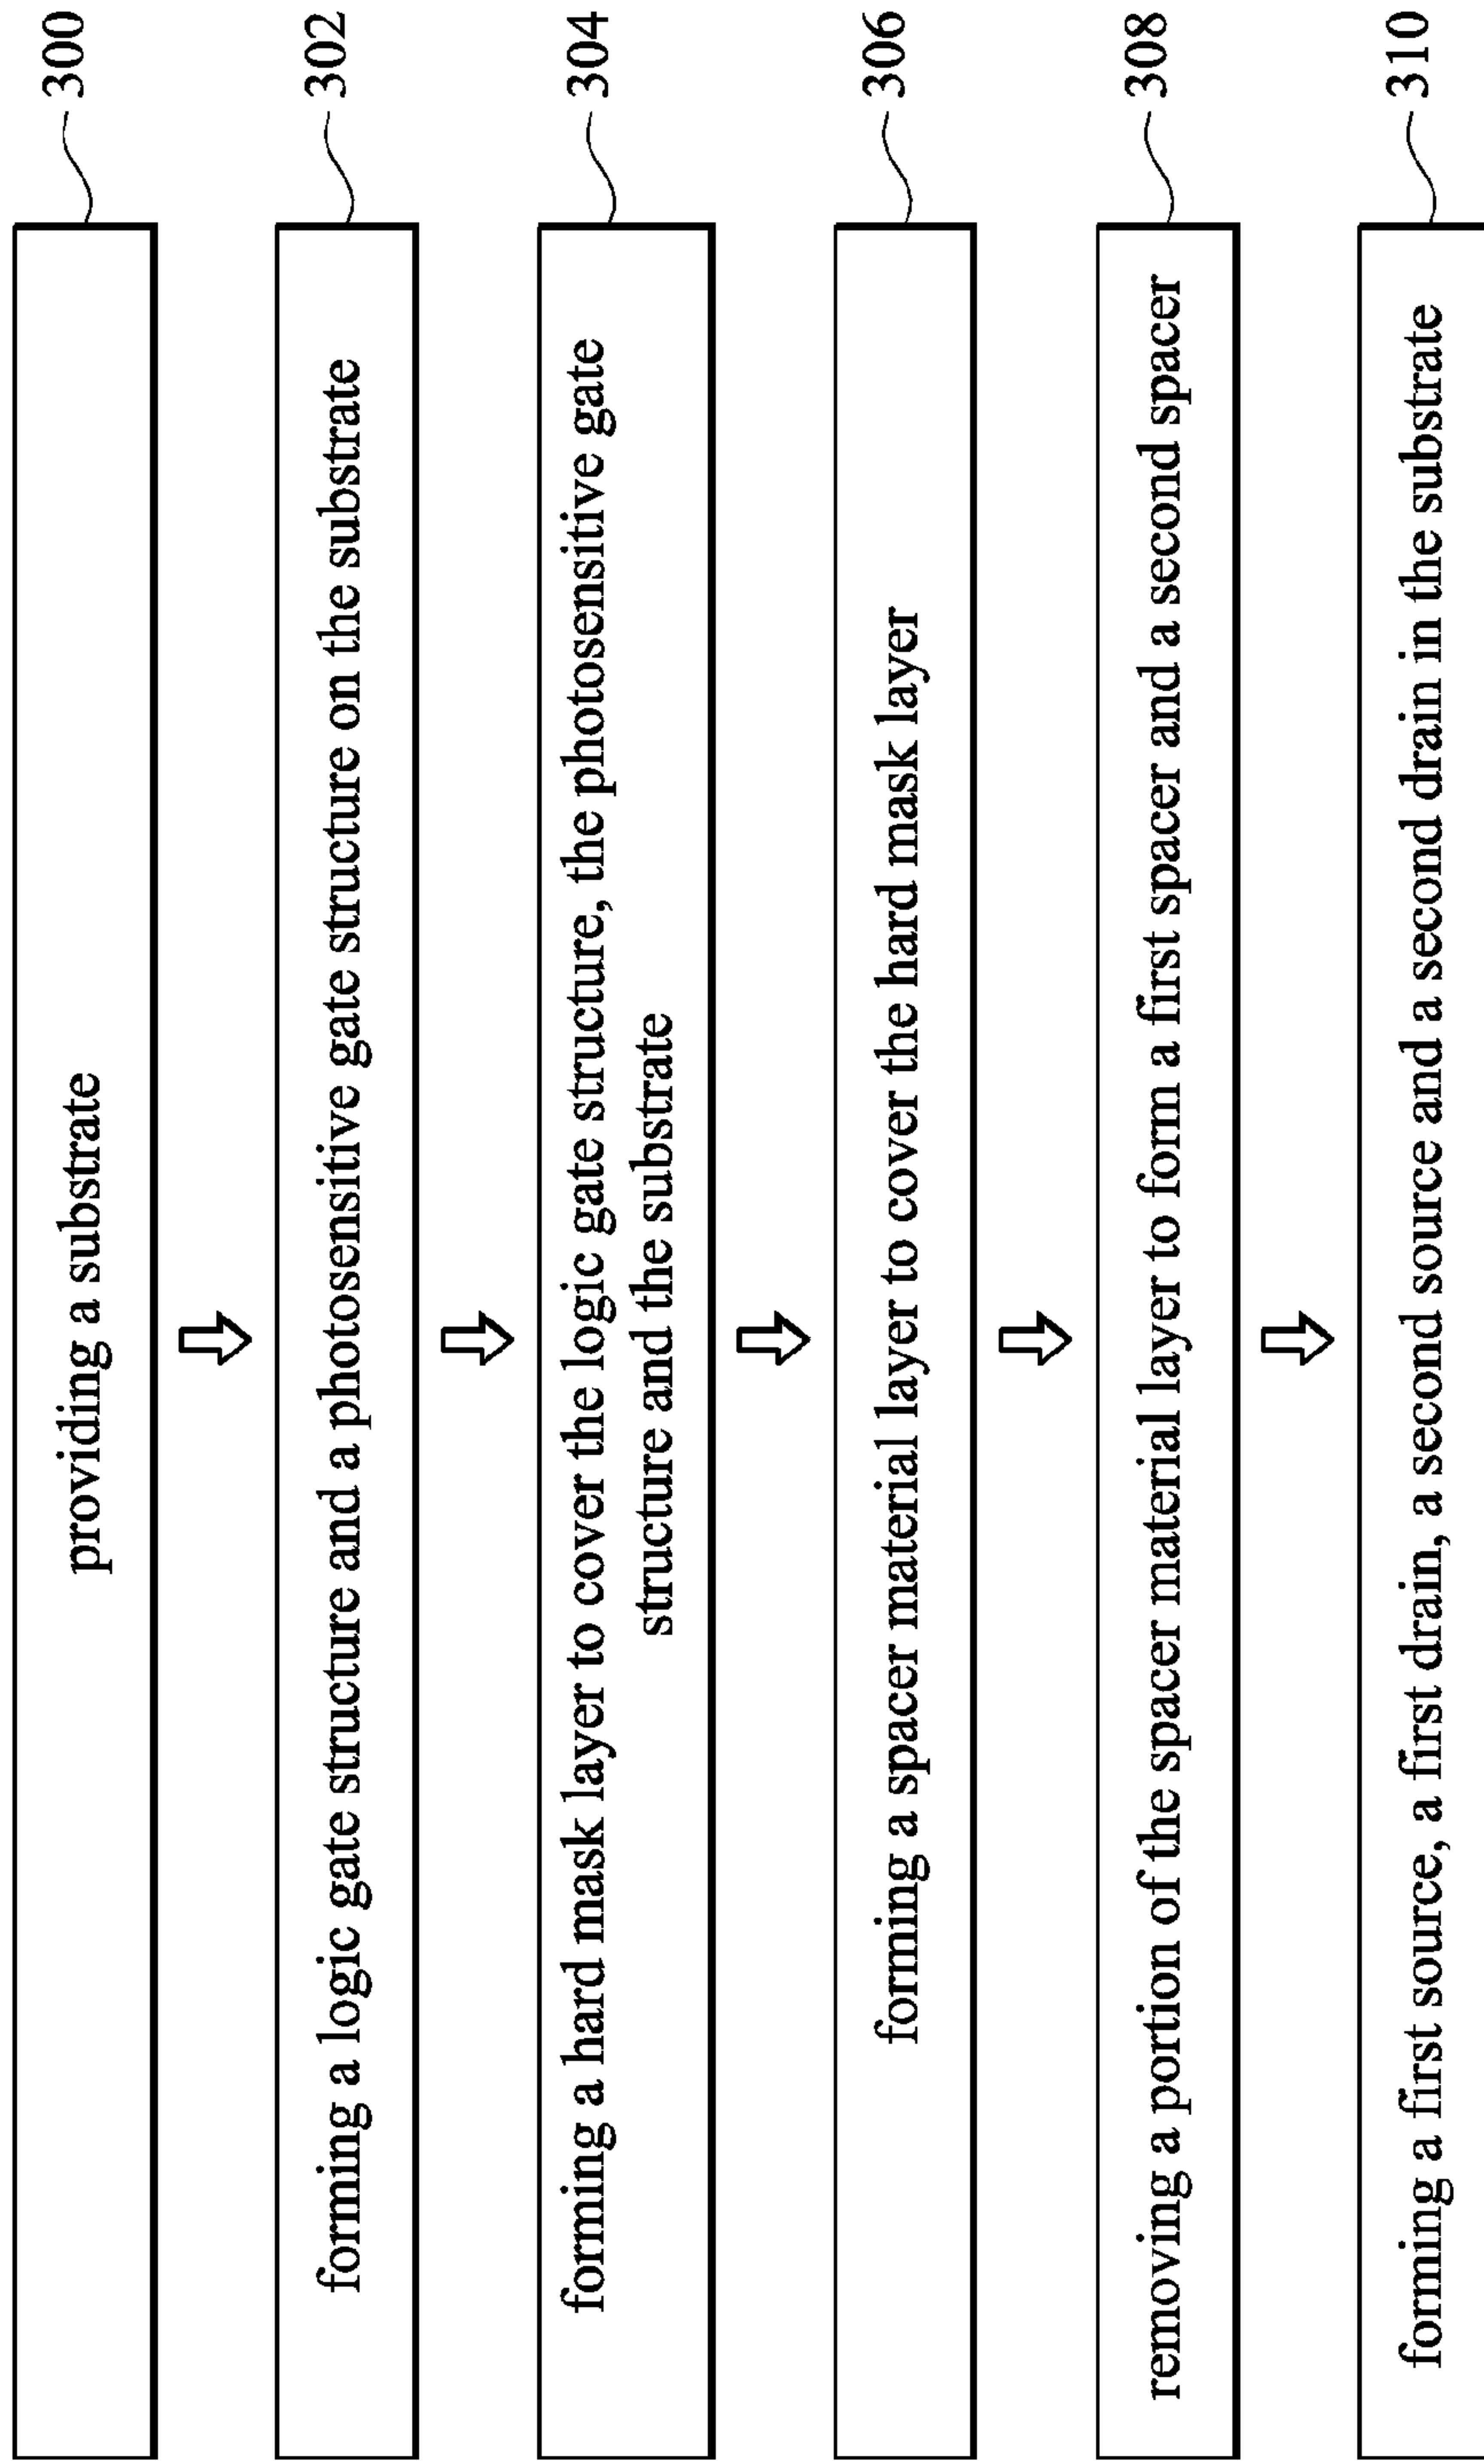 providing a substrate
300
forming a logic gate structure and a photosensitive gate structure on the substrate
302
forming a hard mask layer to cover the logic gate structure, the photosensitive gate
structure and the substrate
304
forming a spacer material layer to cover the hard mask layer
306
removing a portion of the spacer material layer to form a first spacer and a second spacer
308
forming a first source, a first drain, a second source and a second drain in the substrate
310